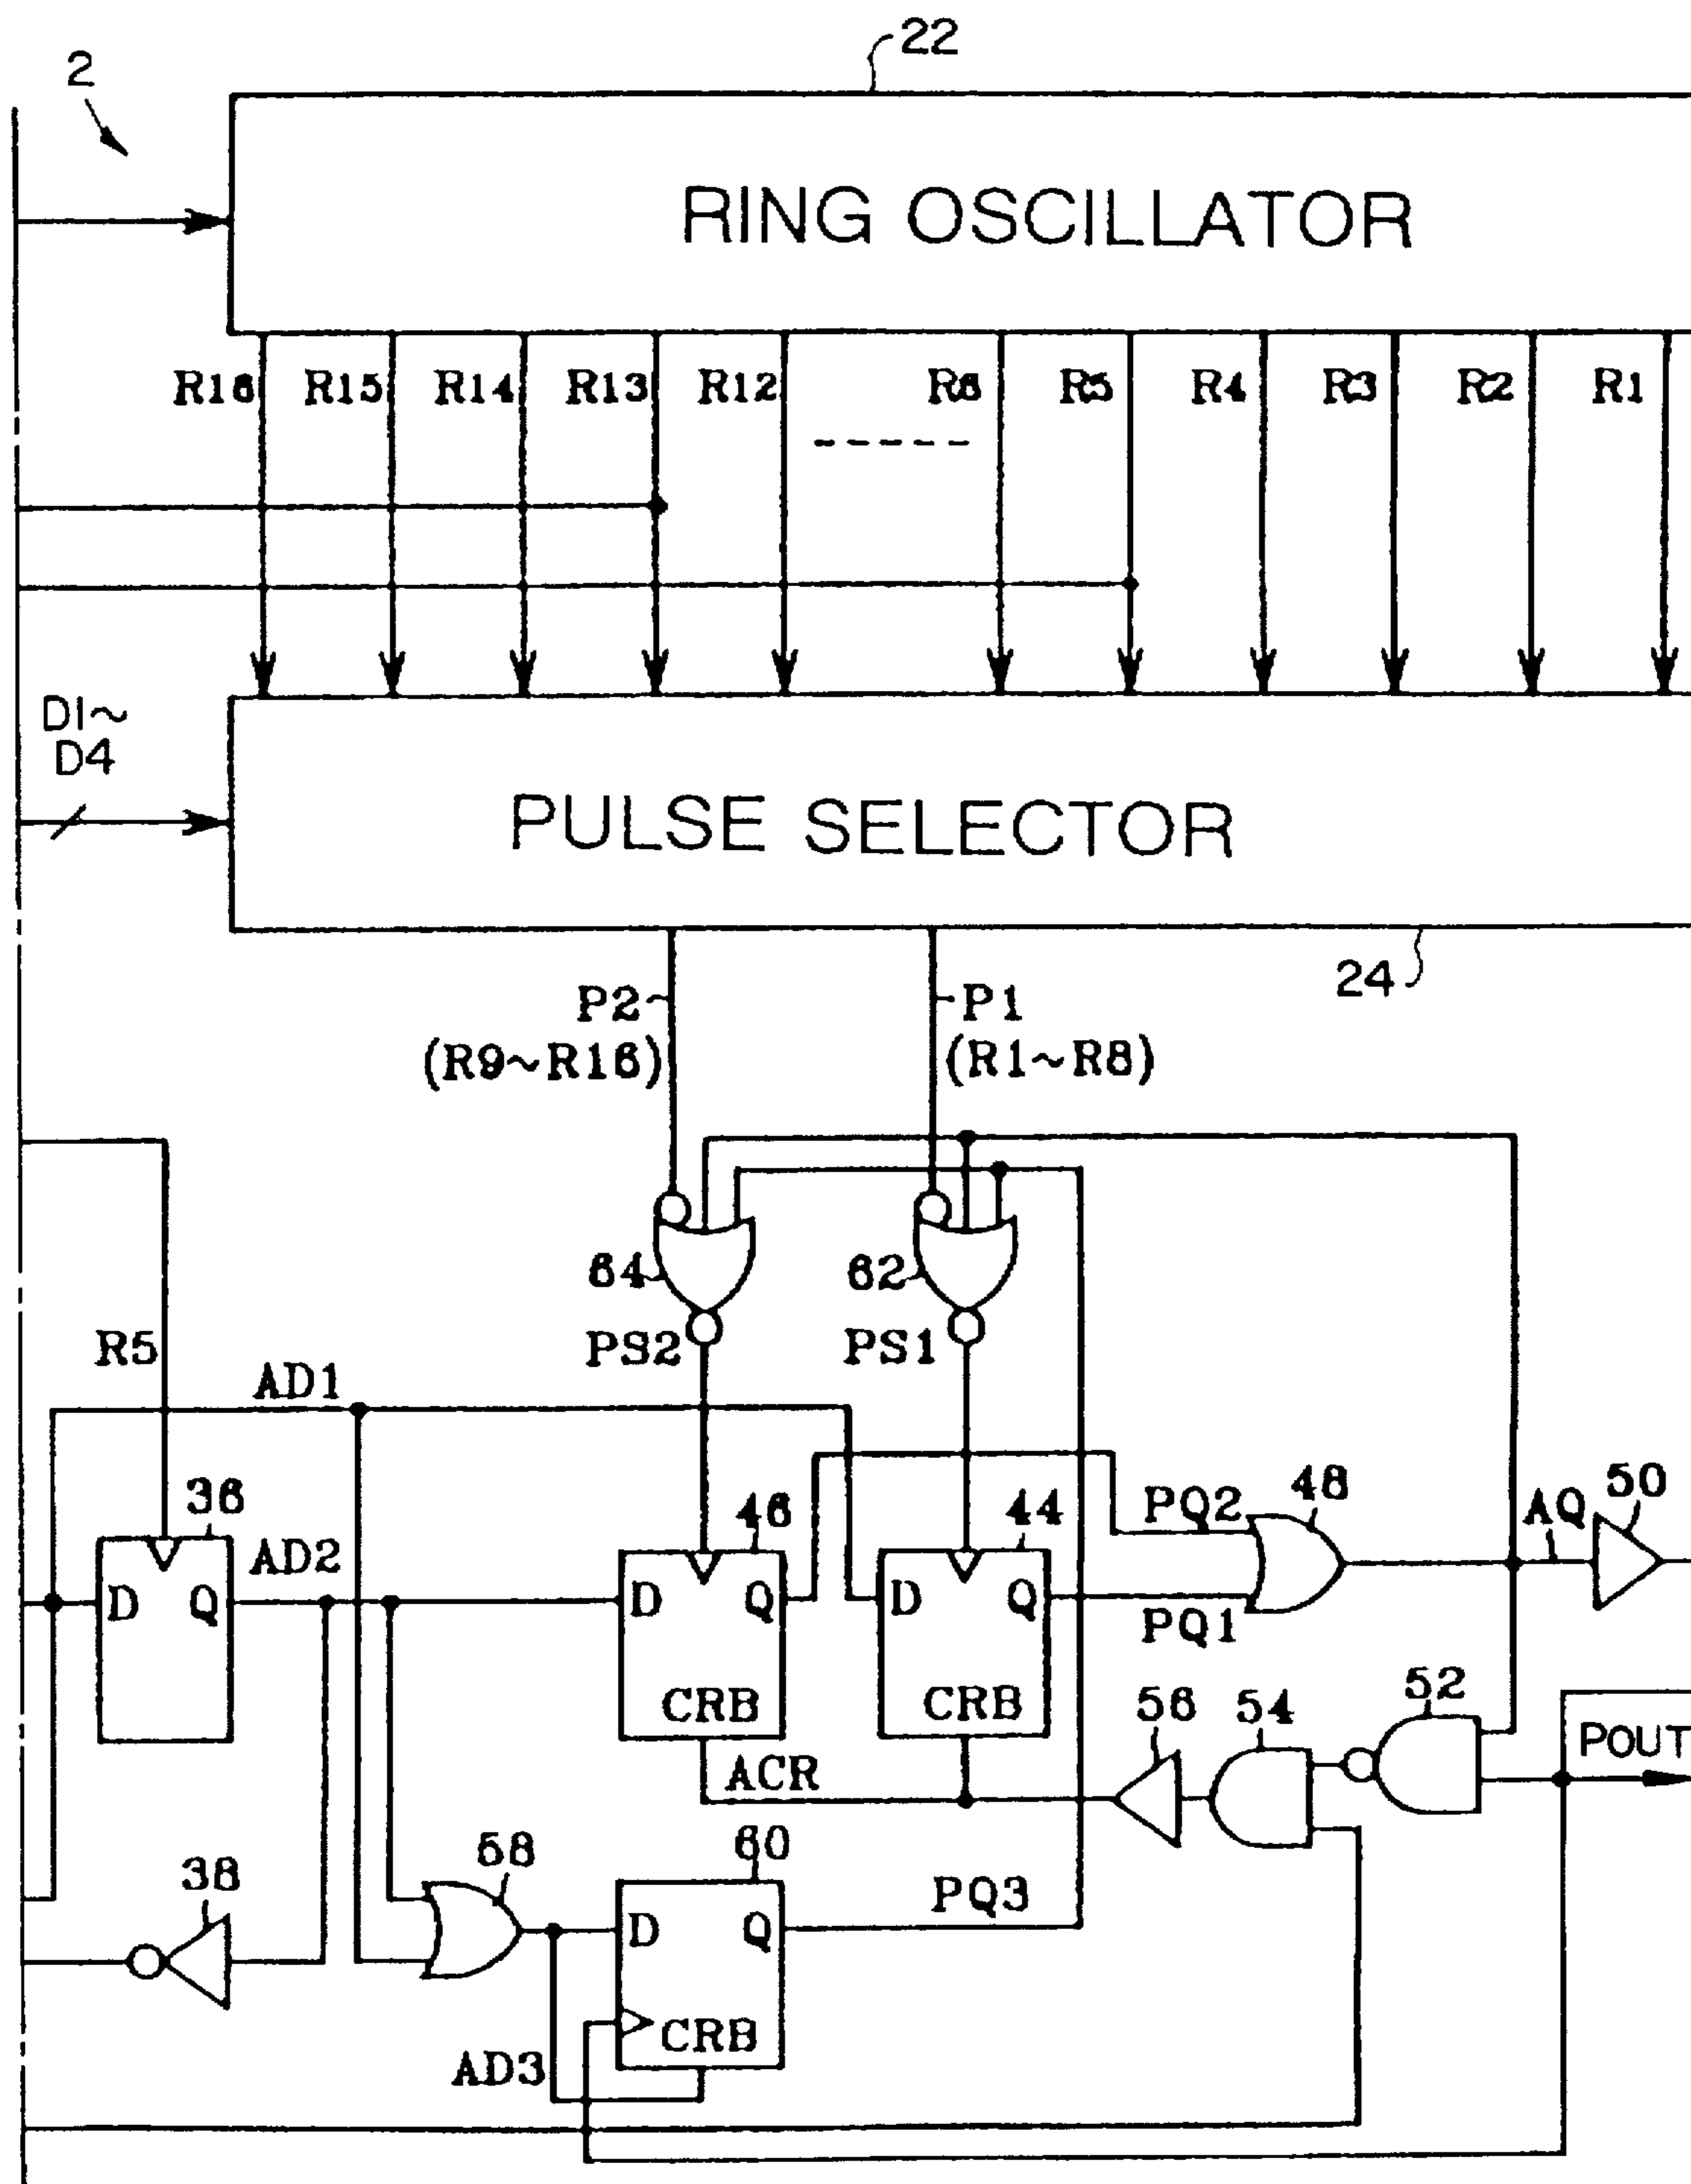 22
2
RING OSCILLATOR
R16 R15 R14 R13 R12 R6 R5 R4 R3 R2 R1
D1~
D4
PULSE SELECTOR
24
P2 P1
(R9~R16) (R1~R8)
64 62
PS2 PS1
R5
AD1
36 46 44 PQ2 48 AQ 50
AD2
D Q D Q D Q
PQ1
CRB CRB 56 54 52
ACR POUT
38 58 60
PQ3
D Q
CRB
AD3